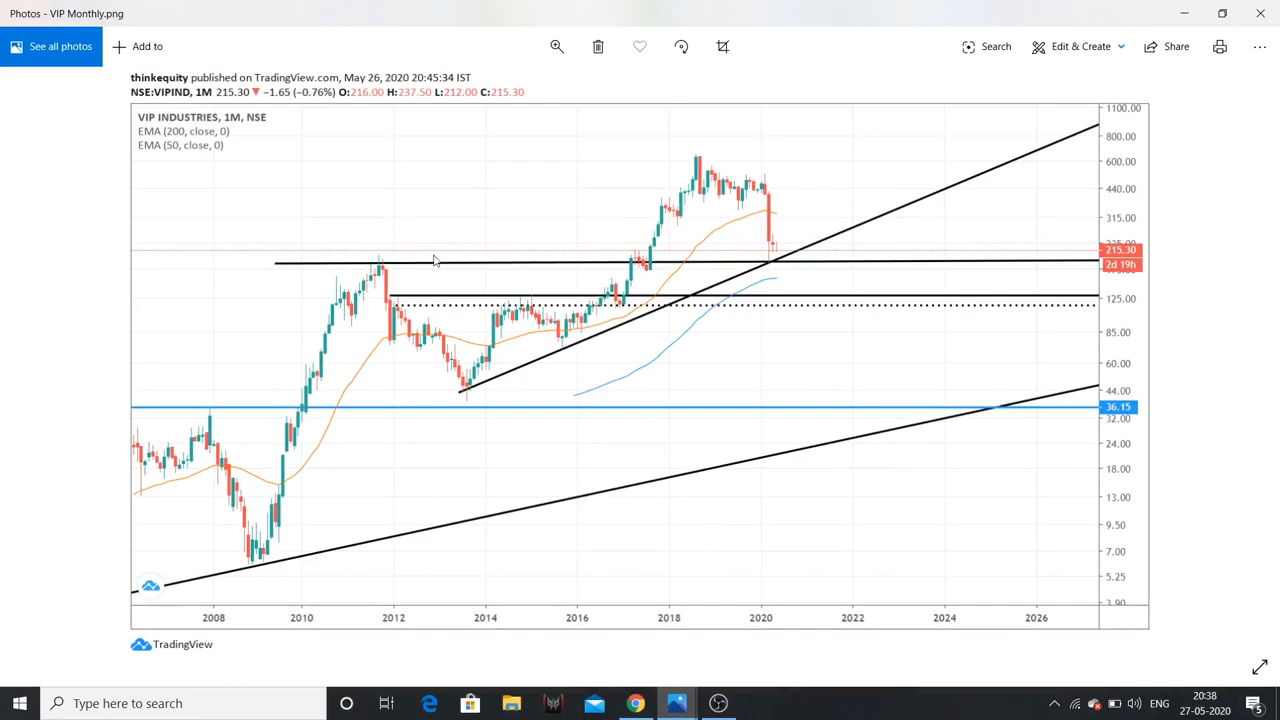 Photos - VIP Monthly.png
See all photos
Add to
Search
Edit & Create
Share
thinkequity published on TradingView.com, May 26, 2020 20:45:34 IST
NSE:VIPIND, 1M 215.30 ▼ −1.65 (−0.76%) O:216.00 H:237.50 L:212.00 C:215.30
VIP INDUSTRIES, 1M, NSE
EMA (200, close, 0)
EMA (50, close, 0)
1100.00
800.00
600.00
440.00
315.00
215.30
2d 19h
125.00
85.00
60.00
44.00
36.15
32.00
24.00
18.00
13.00
9.50
7.00
5.25
3.90
2008
2010
2012
2014
2016
2018
2020
2022
2024
2026
TradingView
Type here to search
ENG
20:38
27-05-2020
5